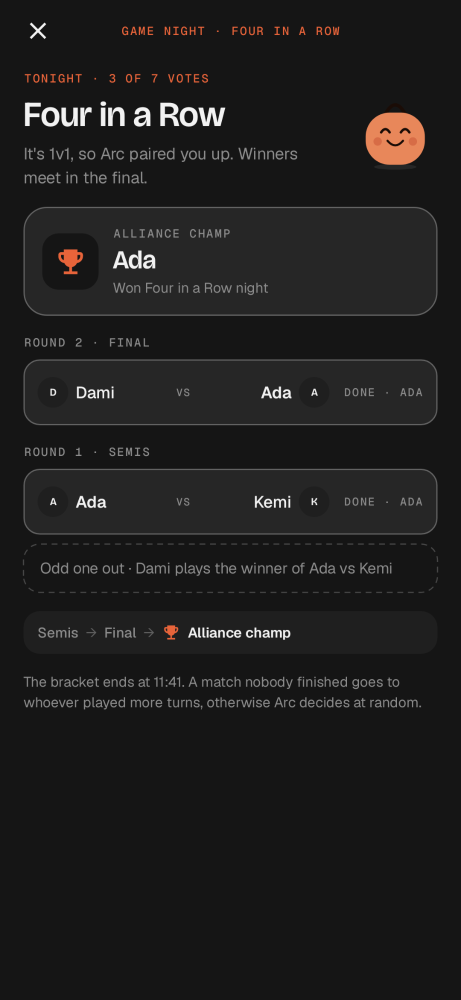 GAME NIGHT · FOUR IN A ROW
TONIGHT · 3 OF 7 VOTES
Four in a Row
It's 1v1, so Arc paired you up. Winners
meet in the final.
ALLIANCE CHAMP
Ada
Won Four in a Row night
ROUND 2 · FINAL
D Dami VS Ada A DONE · ADA
ROUND 1 · SEMIS
A Ada VS Kemi K DONE · ADA
Odd one out · Dami plays the winner of Ada vs Kemi
Semis → Final → Alliance champ
The bracket ends at 11:41. A match nobody finished goes to
whoever played more turns, otherwise Arc decides at random.